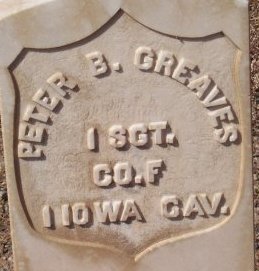 PETER B. GREAVES
1 SGT.
CO.F
1 IOWA CAV.